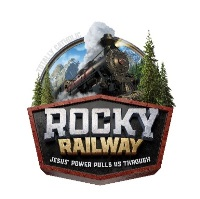 ROCKY
RAILWAY
JESUS' POWER PULLS US THROUGH